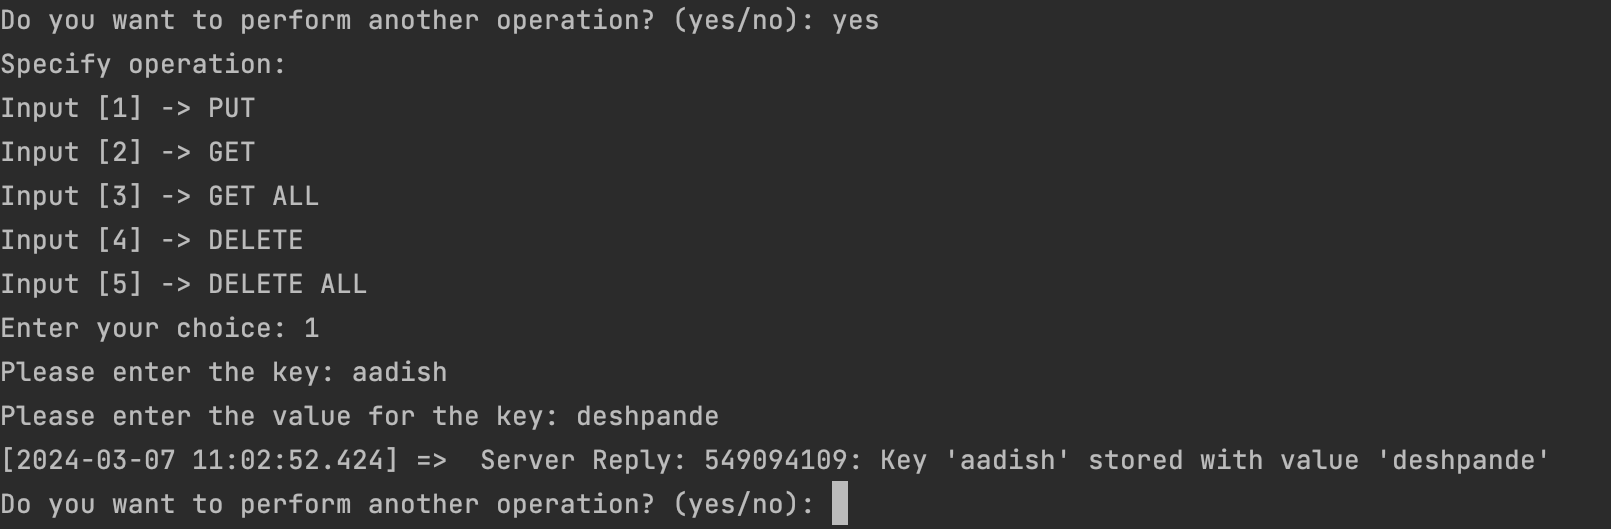 Do you want to perform another operation? (yes/no): yes
Specify operation:
Input [1] -> PUT
Input [2] -> GET
Input [3] -> GET ALL
Input [4] -> DELETE
Input [5] -> DELETE ALL
Enter your choice: 1
Please enter the key: aadish
Please enter the value for the key: deshpande
[2024-03-07 11:02:52.424] =>  Server Reply: 549094109: Key 'aadish' stored with value 'deshpande'
Do you want to perform another operation? (yes/no):